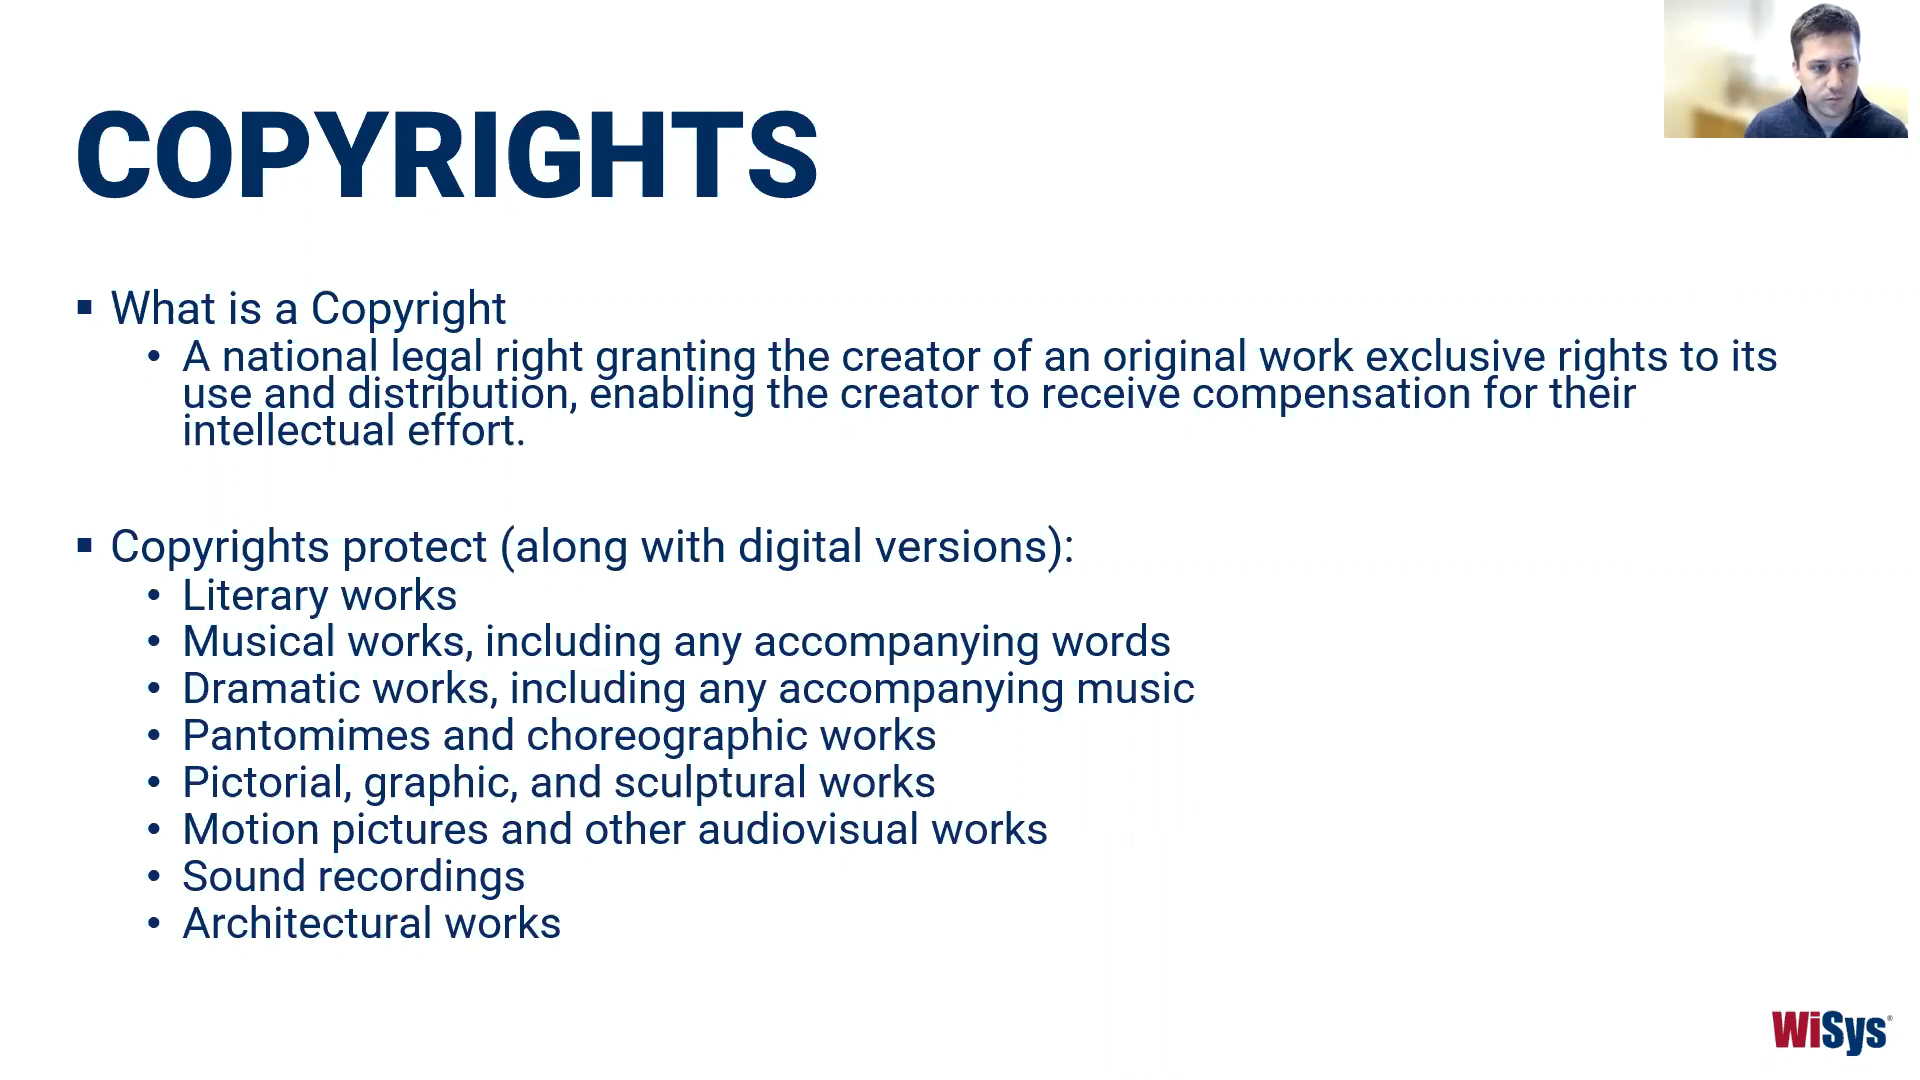 COPYRIGHTS
▪ What is a Copyright
• A national legal right granting the creator of an original work exclusive rights to its
use and distribution, enabling the creator to receive compensation for their
intellectual effort.
▪ Copyrights protect (along with digital versions):
• Literary works
• Musical works, including any accompanying words
• Dramatic works, including any accompanying music
• Pantomimes and choreographic works
• Pictorial, graphic, and sculptural works
• Motion pictures and other audiovisual works
• Sound recordings
• Architectural works
WiSys®